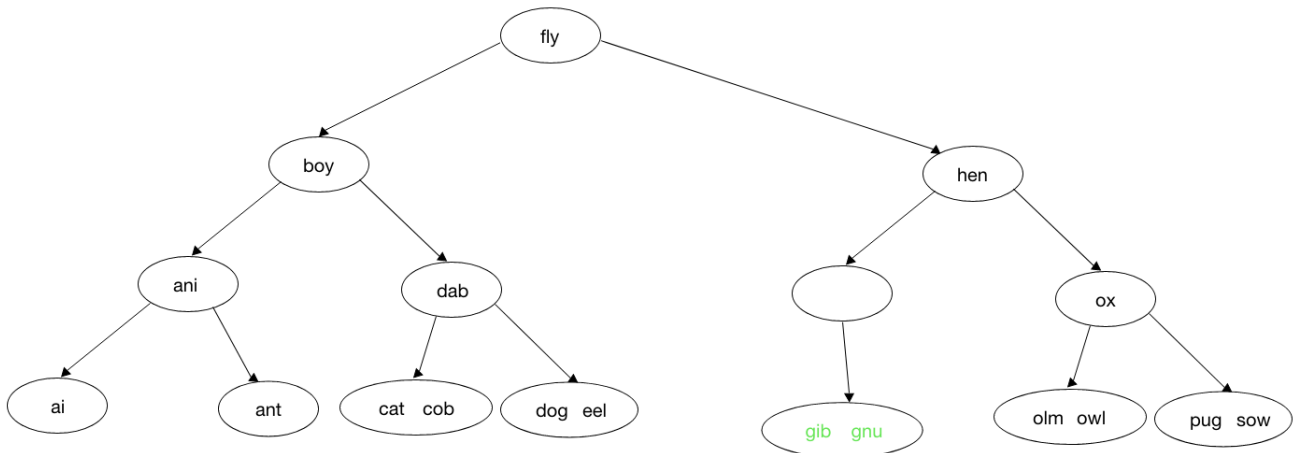 fly
boy
hen
ani
dab
ox
ai
ant
cat cob
dog eel
gib gnu
olm owl
pug sow